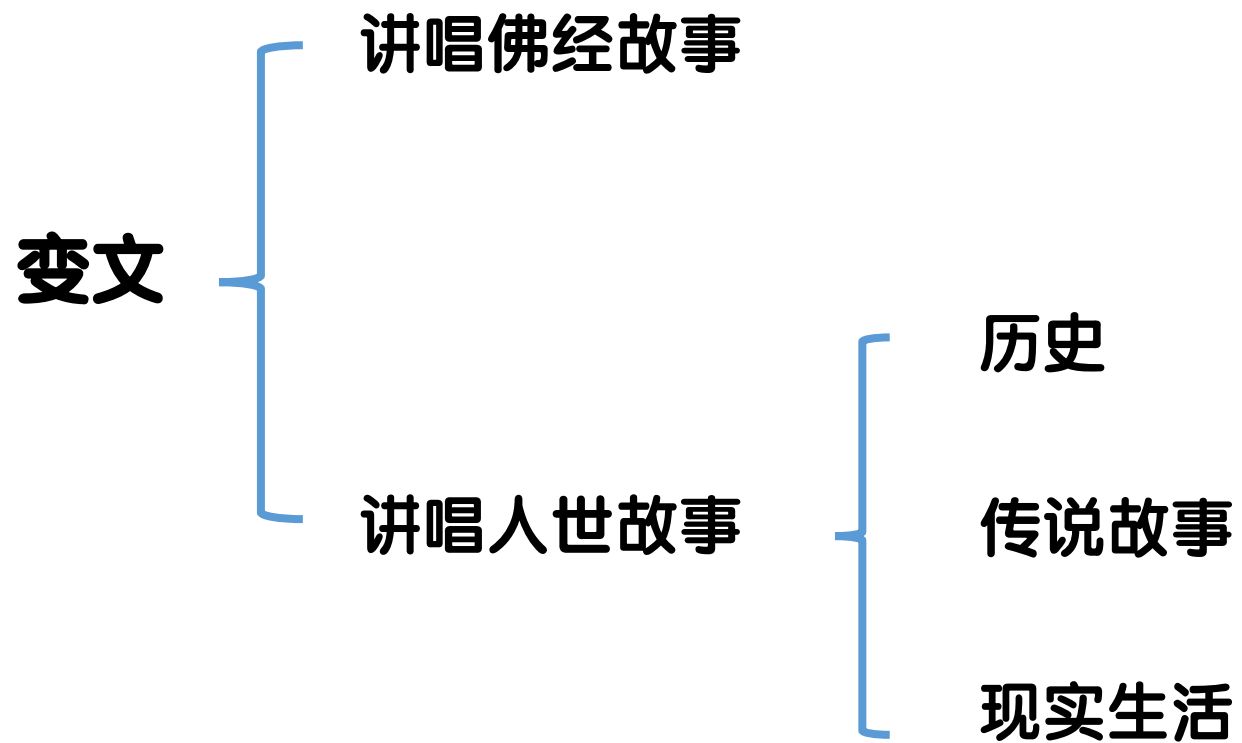 讲唱佛经故事
变文
历史
讲唱人世故事
传说故事
现实生活